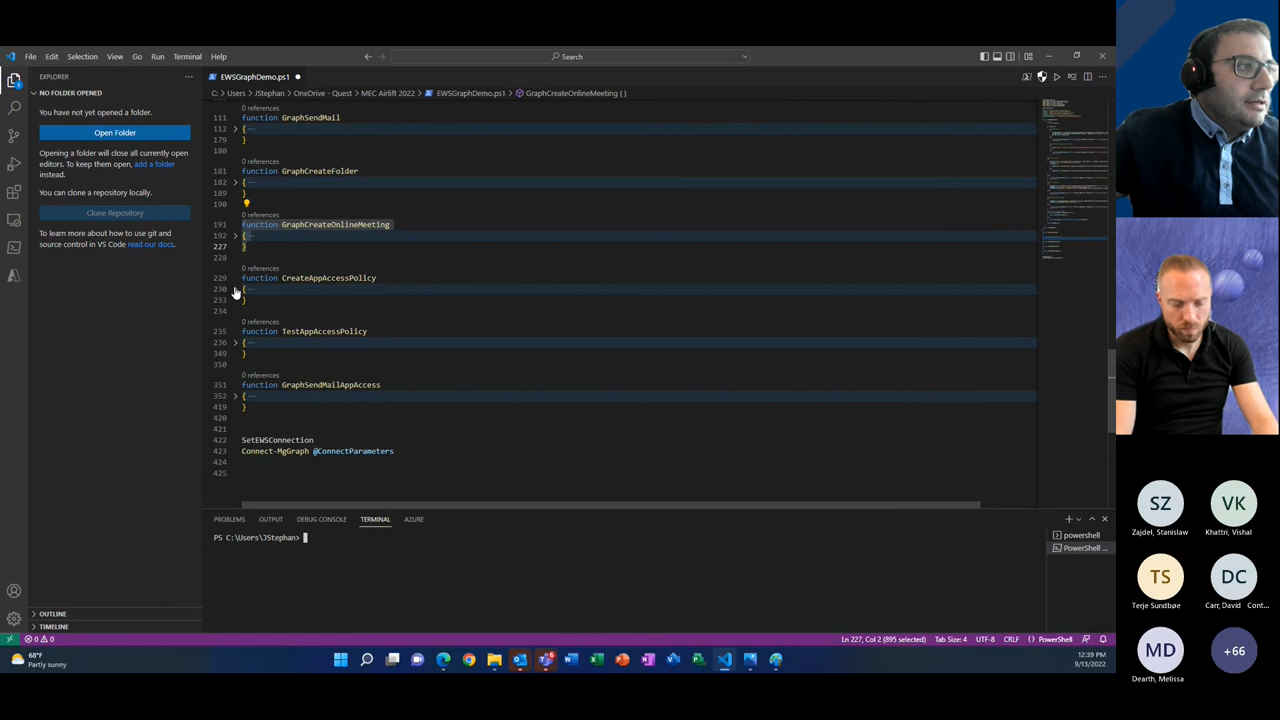 File Edit Selection View Go Run Terminal Help
Search
EXPLORER
NO FOLDER OPENED
You have not yet opened a folder.
Open Folder
Opening a folder will close all currently
open editors. To keep them open, add a folder
instead.
You can clone a repository locally.
Clone Repository
To learn more about how to use git and
source control in VS Code read our docs.
OUTLINE
TIMELINE
EWSGraphDemo.ps1
C: > Users > JStephan > OneDrive - Quest > MEC Airlift 2022 > EWSGraphDemo.ps1 > GraphCreateOnlineMeeting { }
0 references
111 function GraphSendMail
112 { ...
179 }
180
0 references
181 function GraphCreateFolder
182 { ...
189 }
190
0 references
191 function GraphCreateOnlineMeeting
192 { ...
227 }
228
0 references
229 function CreateAppAccessPolicy
230 { ...
233 }
234
0 references
235 function TestAppAccessPolicy
236 { ...
349 }
350
0 references
351 function GraphSendMailAppAccess
352 { ...
419 }
420
421
422 SetEWSConnection
423 Connect-MgGraph @ConnectParameters
424
425
PROBLEMS OUTPUT DEBUG CONSOLE TERMINAL AZURE
PS C:\Users\JStephan>
powershell
PowerShell ...
0 0
Ln 227, Col 2 (895 selected) Tab Size: 4 UTF-8 CRLF PowerShell
68°F
Partly sunny
6
12:39 PM
9/13/2022
SZ
Zajdel, Stanislaw
VK
Khattri, Vishal
TS
Terje Sundbøe
DC
Carr, David Cont...
MD
Dearth, Melissa
+66